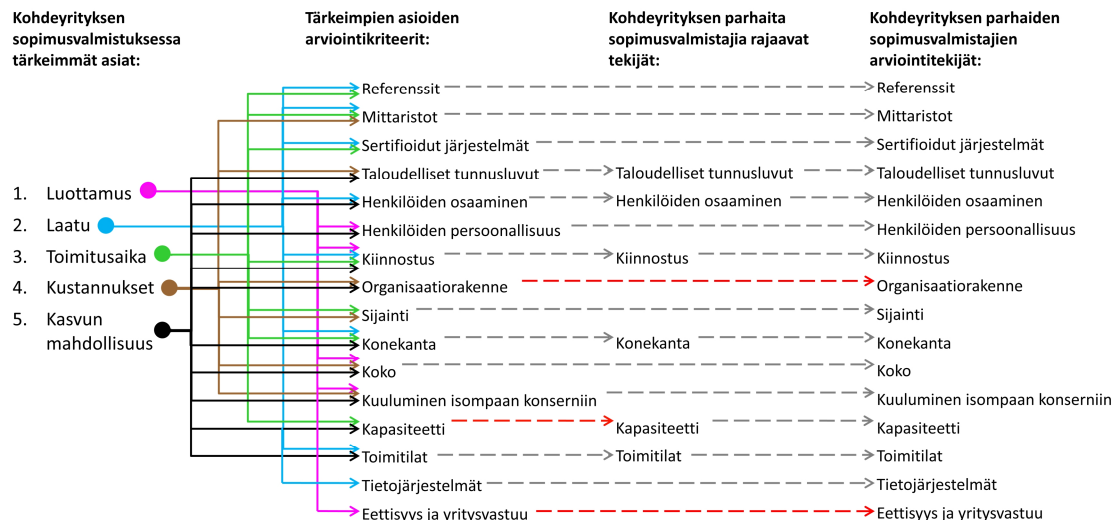 Kohdeyrityksen
sopimusvalmistuksessa
tärkeimmät asiat:
1. Luottamus
2. Laatu
3. Toimitusaika
4. Kustannukset
5. Kasvun
mahdollisuus
Tärkeimpien asioiden
arviointikriteerit:
Referenssit
Mittaristot
Sertifioidut järjestelmät
Taloudelliset tunnusluvut
Henkilöiden osaaminen
Henkilöiden persoonallisuus
Kiinnostus
Organisaatiorakenne
Sijainti
Konekanta
Koko
Kuuluminen isompaan konserniin
Kapasiteetti
Toimitilat
Tietojärjestelmät
Eettisyys ja yritysvastuu
Kohdeyrityksen parhaita
sopimusvalmistajia rajaavat
tekijät:
Taloudelliset tunnusluvut
Henkilöiden osaaminen
Kiinnostus
Konekanta
Kapasiteetti
Toimitilat
Kohdeyrityksen parhaiden
sopimusvalmistajien
arviointitekijät:
Referenssit
Mittaristot
Sertifioidut järjestelmät
Taloudelliset tunnusluvut
Henkilöiden osaaminen
Henkilöiden persoonallisuus
Kiinnostus
Organisaatiorakenne
Sijainti
Konekanta
Koko
Kuuluminen isompaan konserniin
Kapasiteetti
Toimitilat
Tietojärjestelmät
Eettisyys ja yritysvastuu